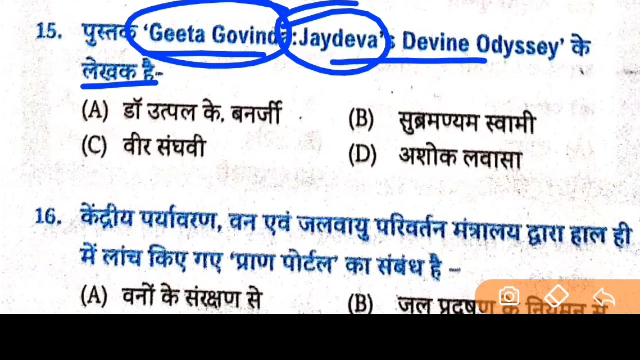 15. पुस्तक 'Geeta Govinda:Jaydeva's Devine Odyssey' के
लेखक है-
(A) डॉ उत्पल के. बनर्जी
(B) सुब्रमण्यम स्वामी
(C) वीर संघवी
(D) अशोक लवासा
16. केंद्रीय पर्यावरण, वन एवं जलवायु परिवर्तन मंत्रालय द्वारा हाल ही
में लांच किए गए 'प्राण पोर्टल' का संबंध है –
(A) वनों के संरक्षण से
(B) जल प्रदूषण के नियमन से